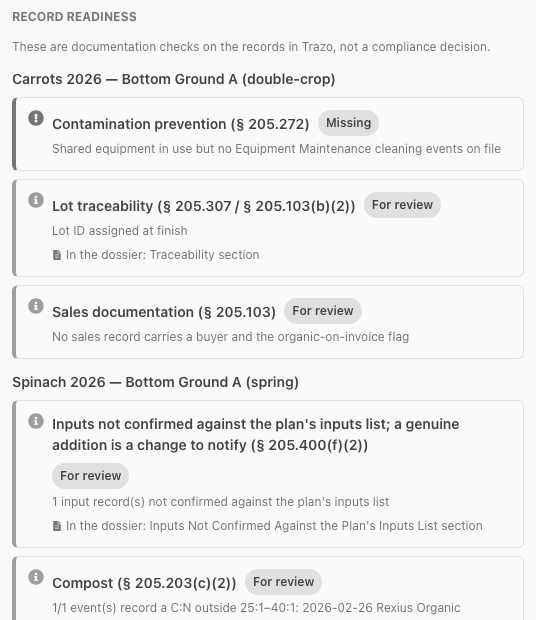 RECORD READINESS
These are documentation checks on the records in Trazo, not a compliance decision.
Carrots 2026 — Bottom Ground A (double-crop)
Contamination prevention (§ 205.272) Missing
Shared equipment in use but no Equipment Maintenance cleaning events on file
Lot traceability (§ 205.307 / § 205.103(b)(2)) For review
Lot ID assigned at finish
In the dossier: Traceability section
Sales documentation (§ 205.103) For review
No sales record carries a buyer and the organic-on-invoice flag
Spinach 2026 — Bottom Ground A (spring)
Inputs not confirmed against the plan's inputs list; a genuine
addition is a change to notify (§ 205.400(f)(2))
For review
1 input record(s) not confirmed against the plan's inputs list
In the dossier: Inputs Not Confirmed Against the Plan's Inputs List section
Compost (§ 205.203(c)(2)) For review
1/1 event(s) record a C:N outside 25:1–40:1: 2026-02-26 Rexius Organic